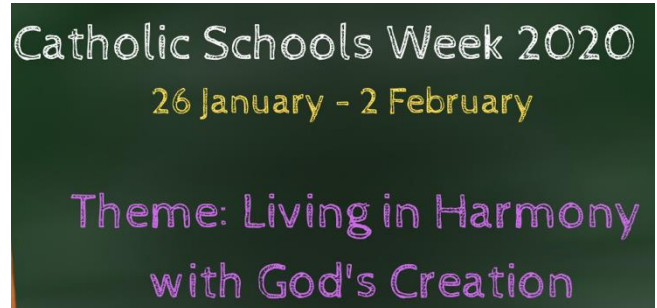 Catholic Schools Week 2020
26 January - 2 February
Theme: Living in Harmony
with God's Creation